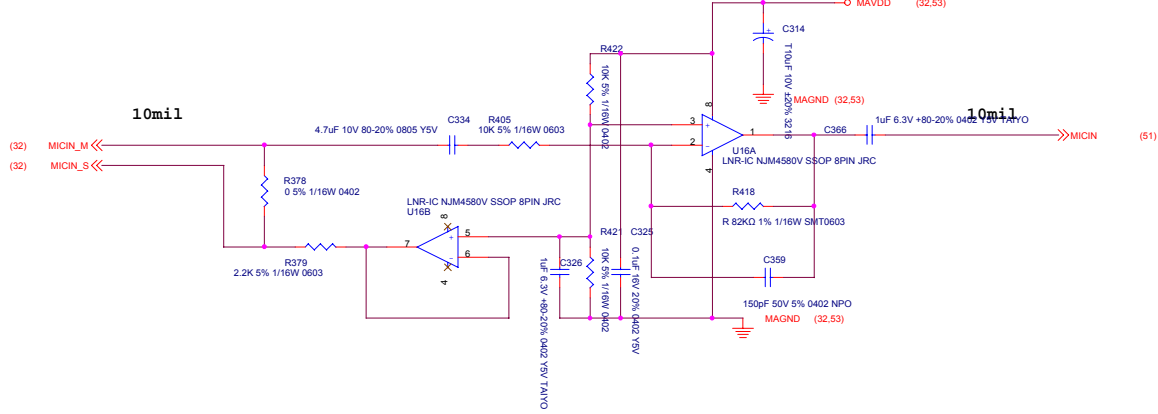 MAVDD (32,53)
C314
T10uF 10V ±20% 3216
MAGND (32,53)
R422
10K 5% 1/16W 0402
10mil
10mil
C334
R405
4.7uF 10V 80-20% 0805 Y5V
10K 5% 1/16W 0603
8
3
+
2
-
1
4
U16A
LNR-IC NJM4580V SSOP 8PIN JRC
C366
1uF 6.3V +80-20% 0402 Y5V TAIYO
MICIN (51)
(32) MICIN_M
(32) MICIN_S
R378
0 5% 1/16W 0402
R418
R 82KΩ 1% 1/16W SMT0603
LNR-IC NJM4580V SSOP 8PIN JRC
U16B
8
7
5
+
6
-
4
R379
2.2K 5% 1/16W 0603
C326
1uF 6.3V +80-20% 0402 Y5V TAIYO
R421
10K 5% 1/16W 0402
C325
0.1uF 16V 20% 0402 Y5V
C359
150pF 50V 5% 0402 NPO
MAGND (32,53)